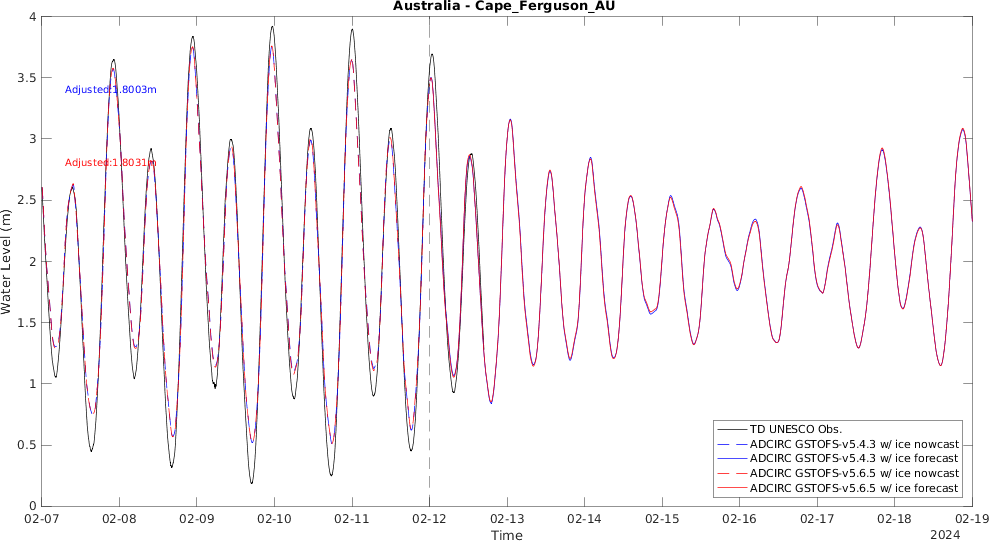 Australia - Cape_Ferguson_AU
Water Level (m)
4
3.5
3
2.5
2
1.5
1
0.5
0
Adjusted:1.8003m
Adjusted:1.8031m
TD UNESCO Obs.
ADCIRC GSTOFS-v5.4.3 w/ ice nowcast
ADCIRC GSTOFS-v5.4.3 w/ ice forecast
ADCIRC GSTOFS-v5.6.5 w/ ice nowcast
ADCIRC GSTOFS-v5.6.5 w/ ice forecast
02-07 02-08 02-09 02-10 02-11 02-12 02-13 02-14 02-15 02-16 02-17 02-18 02-19
Time
2024